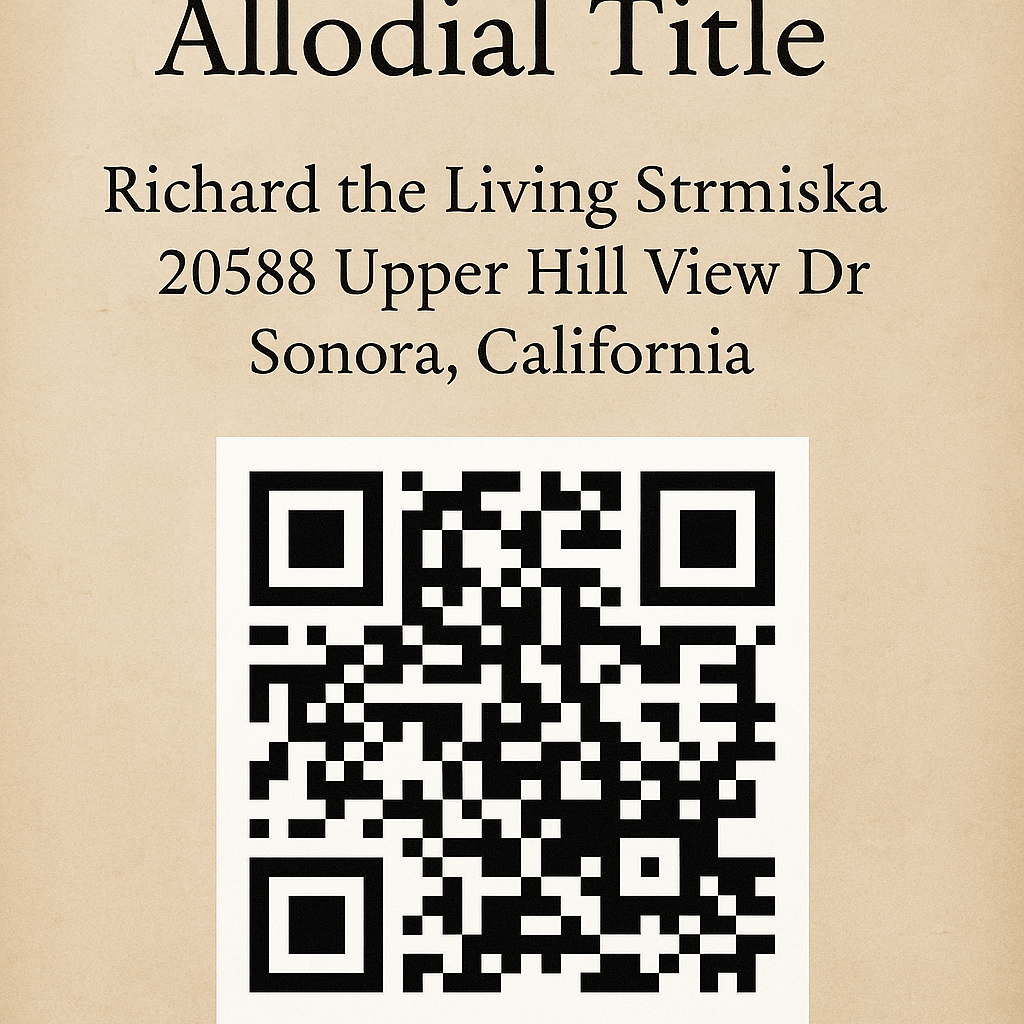 Allodial Title
Richard the Living Strmiska
20588 Upper Hill View Dr
Sonora, California